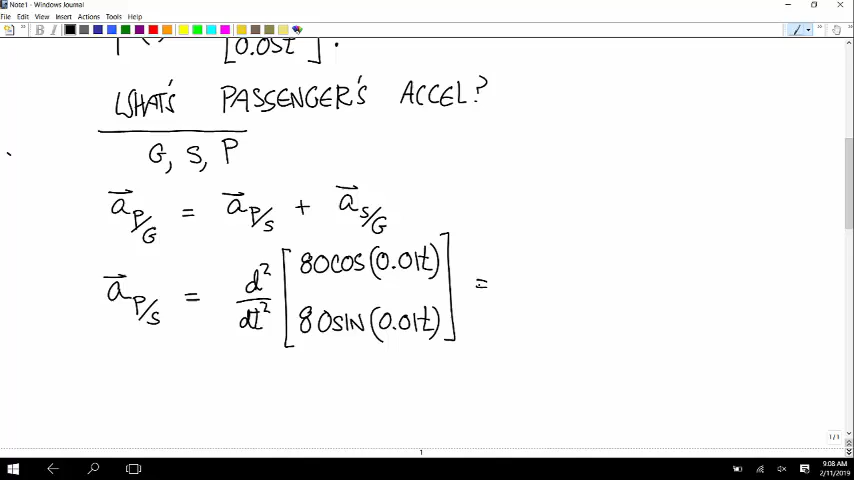 Note1 - Windows Journal
File Edit View Insert Actions Tools Help
B I
[0.05t].
WHAT'S PASSENGER'S ACCEL?
G, S, P
a⃗_{P/G} = a⃗_{P/S} + a⃗_{S/G}
a⃗_{P/S} = d²/dt² [80cos(0.01t) 80sin(0.01t)] =
1/1
1
9:08 AM
2/11/2019